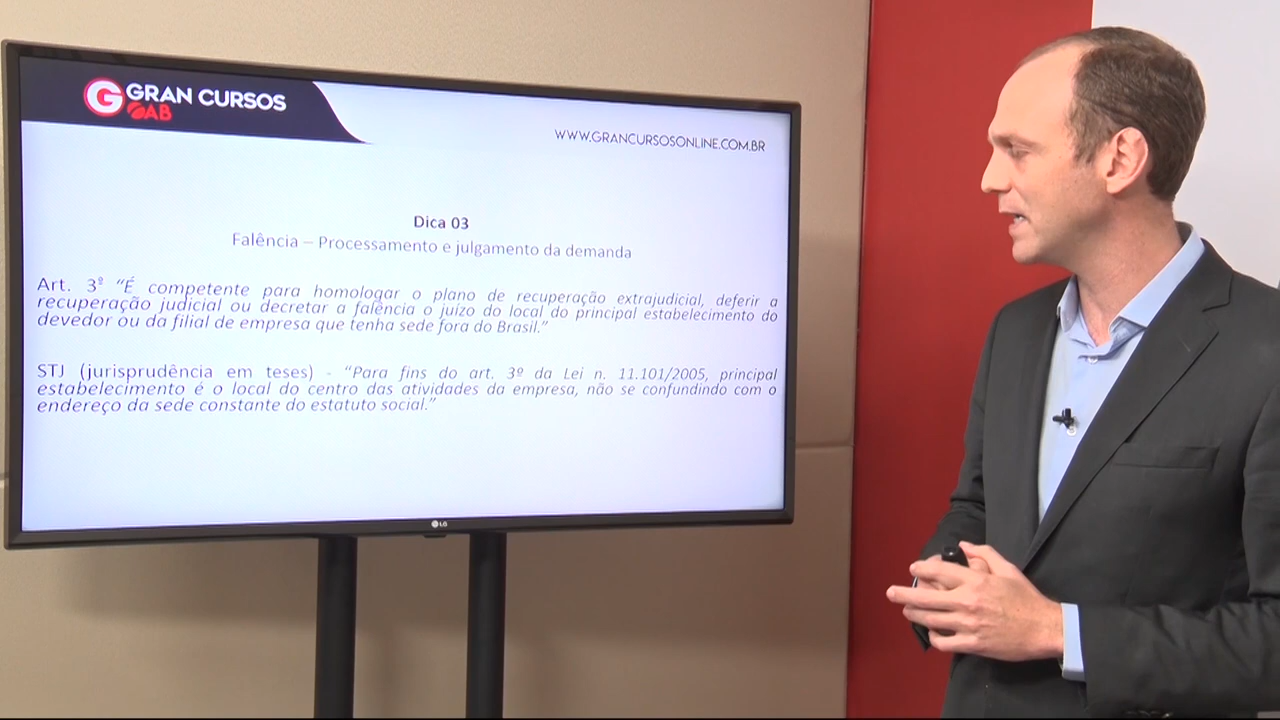 GRAN CURSOS
OAB
WWW.GRANCURSOSONLINE.COM.BR
Dica 03
Falência – Processamento e julgamento da demanda
Art. 3º “É competente para homologar o plano de recuperação extrajudicial, deferir a
recuperação judicial ou decretar a falência o juízo do local do principal estabelecimento do
devedor ou da filial de empresa que tenha sede fora do Brasil.”
STJ (jurisprudência em teses) - “Para fins do art. 3º da Lei n. 11.101/2005, principal
estabelecimento é o local do centro das atividades da empresa, não se confundindo com o
endereço da sede constante do estatuto social.”
LG